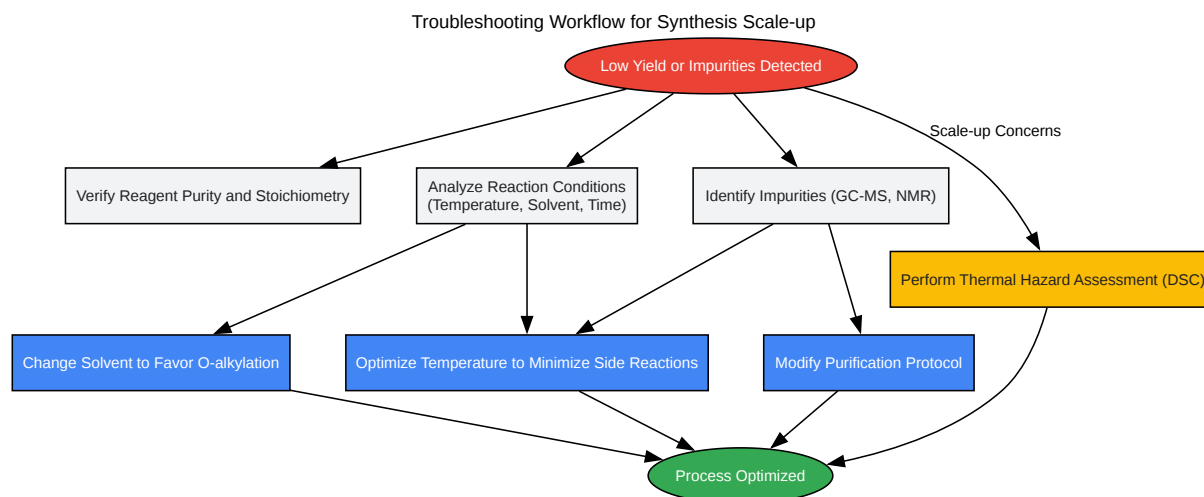 Troubleshooting Workflow for Synthesis Scale-up
Low Yield or Impurities Detected
Scale-up Concerns
Verify Reagent Purity and Stoichiometry
Analyze Reaction Conditions
(Temperature, Solvent, Time)
Identify Impurities (GC-MS, NMR)
Perform Thermal Hazard Assessment (DSC)
Change Solvent to Favor O-alkylation
Optimize Temperature to Minimize Side Reactions
Modify Purification Protocol
Process Optimized